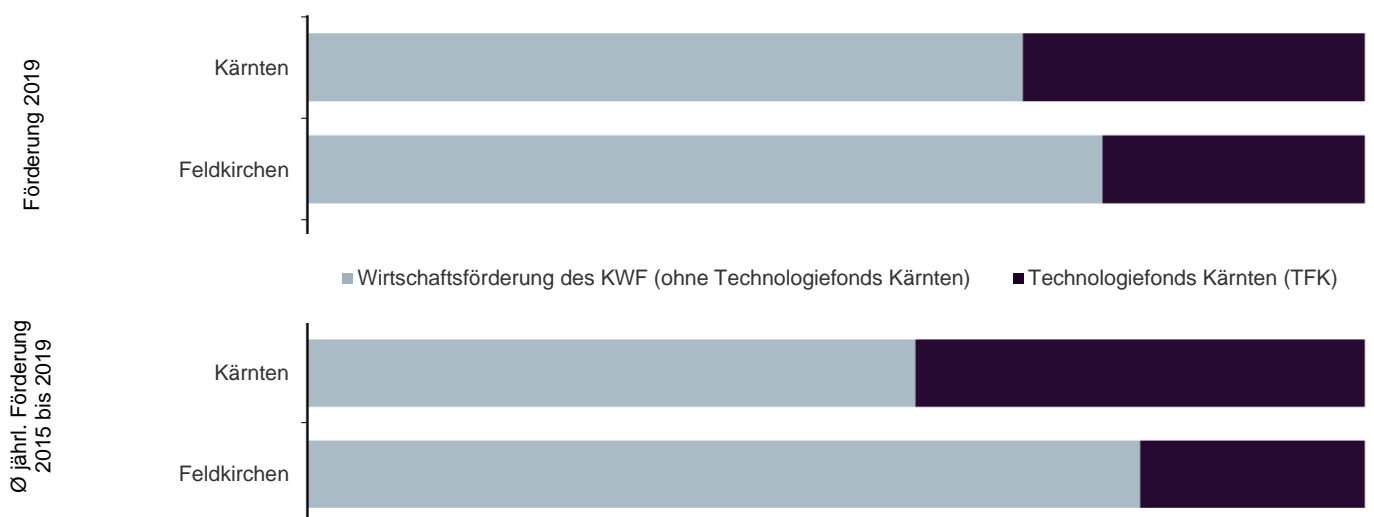 Förderung 2019
Kärnten
Feldkirchen
Wirtschaftsförderung des KWF (ohne Technologiefonds Kärnten)
Technologiefonds Kärnten (TFK)
Ø jährl. Förderung
2015 bis 2019
Kärnten
Feldkirchen